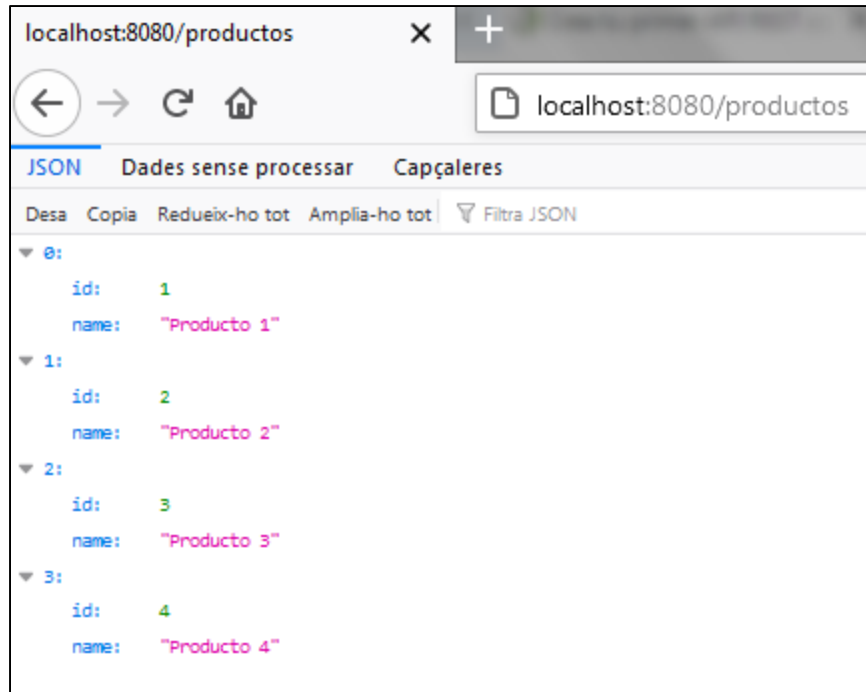 localhost:8080/productos
localhost:8080/productos
JSON Dades sense processar Capçaleres
Desa Copia Redueix-ho tot Amplia-ho tot Filtra JSON
0:
id: 1
name: "Producto 1"
1:
id: 2
name: "Producto 2"
2:
id: 3
name: "Producto 3"
3:
id: 4
name: "Producto 4"